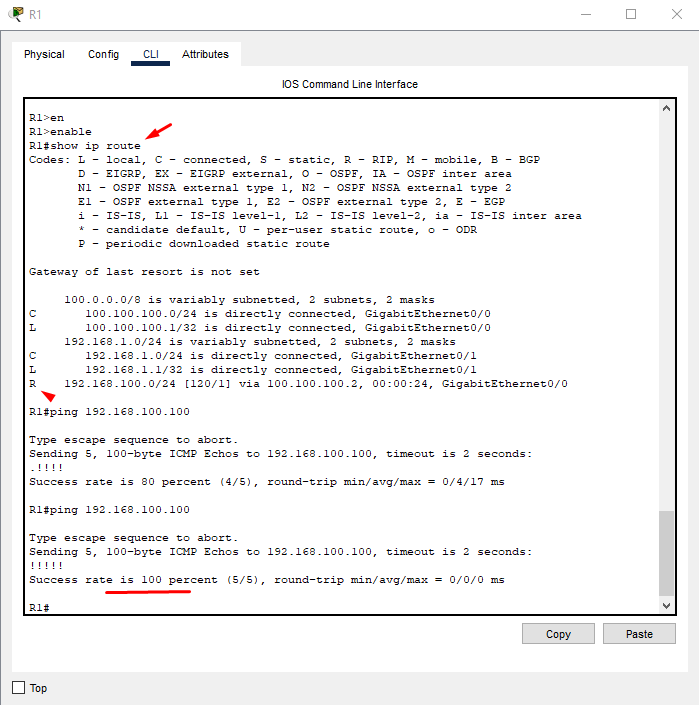 R1
Physical Config CLI Attributes
IOS Command Line Interface
R1>en
R1>enable
R1#show ip route
Codes: L - local, C - connected, S - static, R - RIP, M - mobile, B - BGP
D - EIGRP, EX - EIGRP external, O - OSPF, IA - OSPF inter area
N1 - OSPF NSSA external type 1, N2 - OSPF NSSA external type 2
E1 - OSPF external type 1, E2 - OSPF external type 2, E - EGP
i - IS-IS, L1 - IS-IS level-1, L2 - IS-IS level-2, ia - IS-IS inter area
* - candidate default, U - per-user static route, o - ODR
P - periodic downloaded static route
Gateway of last resort is not set
100.0.0.0/8 is variably subnetted, 2 subnets, 2 masks
C 100.100.100.0/24 is directly connected, GigabitEthernet0/0
L 100.100.100.1/32 is directly connected, GigabitEthernet0/0
192.168.1.0/24 is variably subnetted, 2 subnets, 2 masks
C 192.168.1.0/24 is directly connected, GigabitEthernet0/1
L 192.168.1.1/32 is directly connected, GigabitEthernet0/1
R 192.168.100.0/24 [120/1] via 100.100.100.2, 00:00:24, GigabitEthernet0/0
R1#ping 192.168.100.100
Type escape sequence to abort.
Sending 5, 100-byte ICMP Echos to 192.168.100.100, timeout is 2 seconds:
.!!!!
Success rate is 80 percent (4/5), round-trip min/avg/max = 0/4/17 ms
R1#ping 192.168.100.100
Type escape sequence to abort.
Sending 5, 100-byte ICMP Echos to 192.168.100.100, timeout is 2 seconds:
!!!!!
Success rate is 100 percent (5/5), round-trip min/avg/max = 0/0/0 ms
R1#
Copy Paste
Top